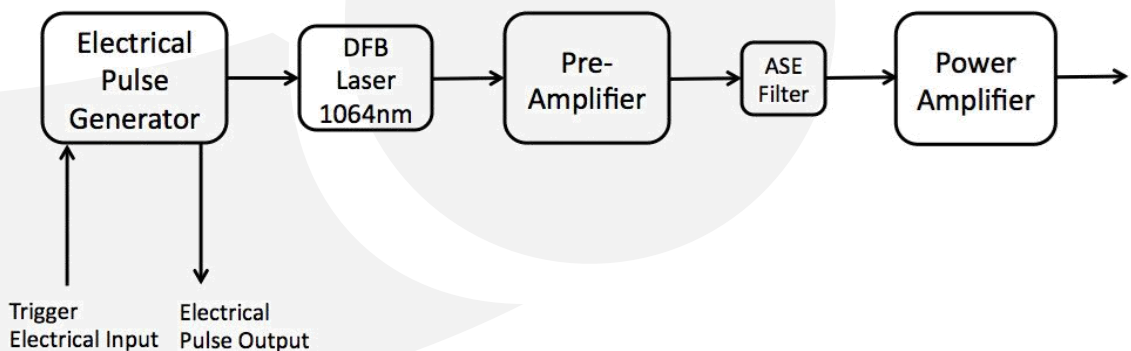 Electrical
Pulse
Generator
DFB
Laser
1064nm
Pre-
Amplifier
ASE
Filter
Power
Amplifier
Trigger
Electrical Input
Electrical
Pulse Output